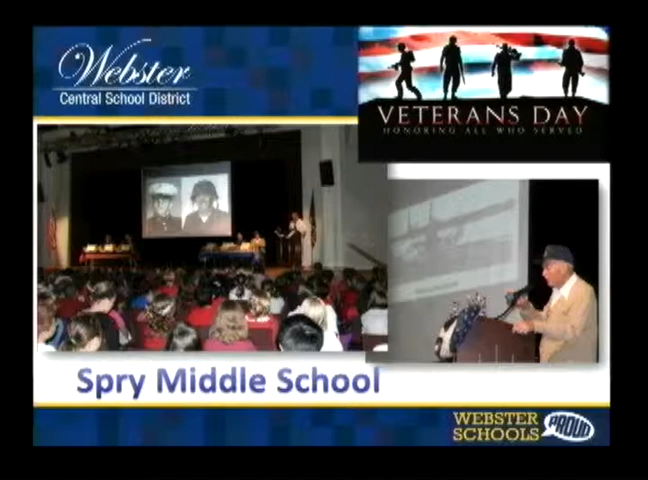 Webster
Central School District
VETERANS DAY
HONORING ALL WHO SERVED
Spry Middle School
WEBSTER
SCHOOLS
PROUD